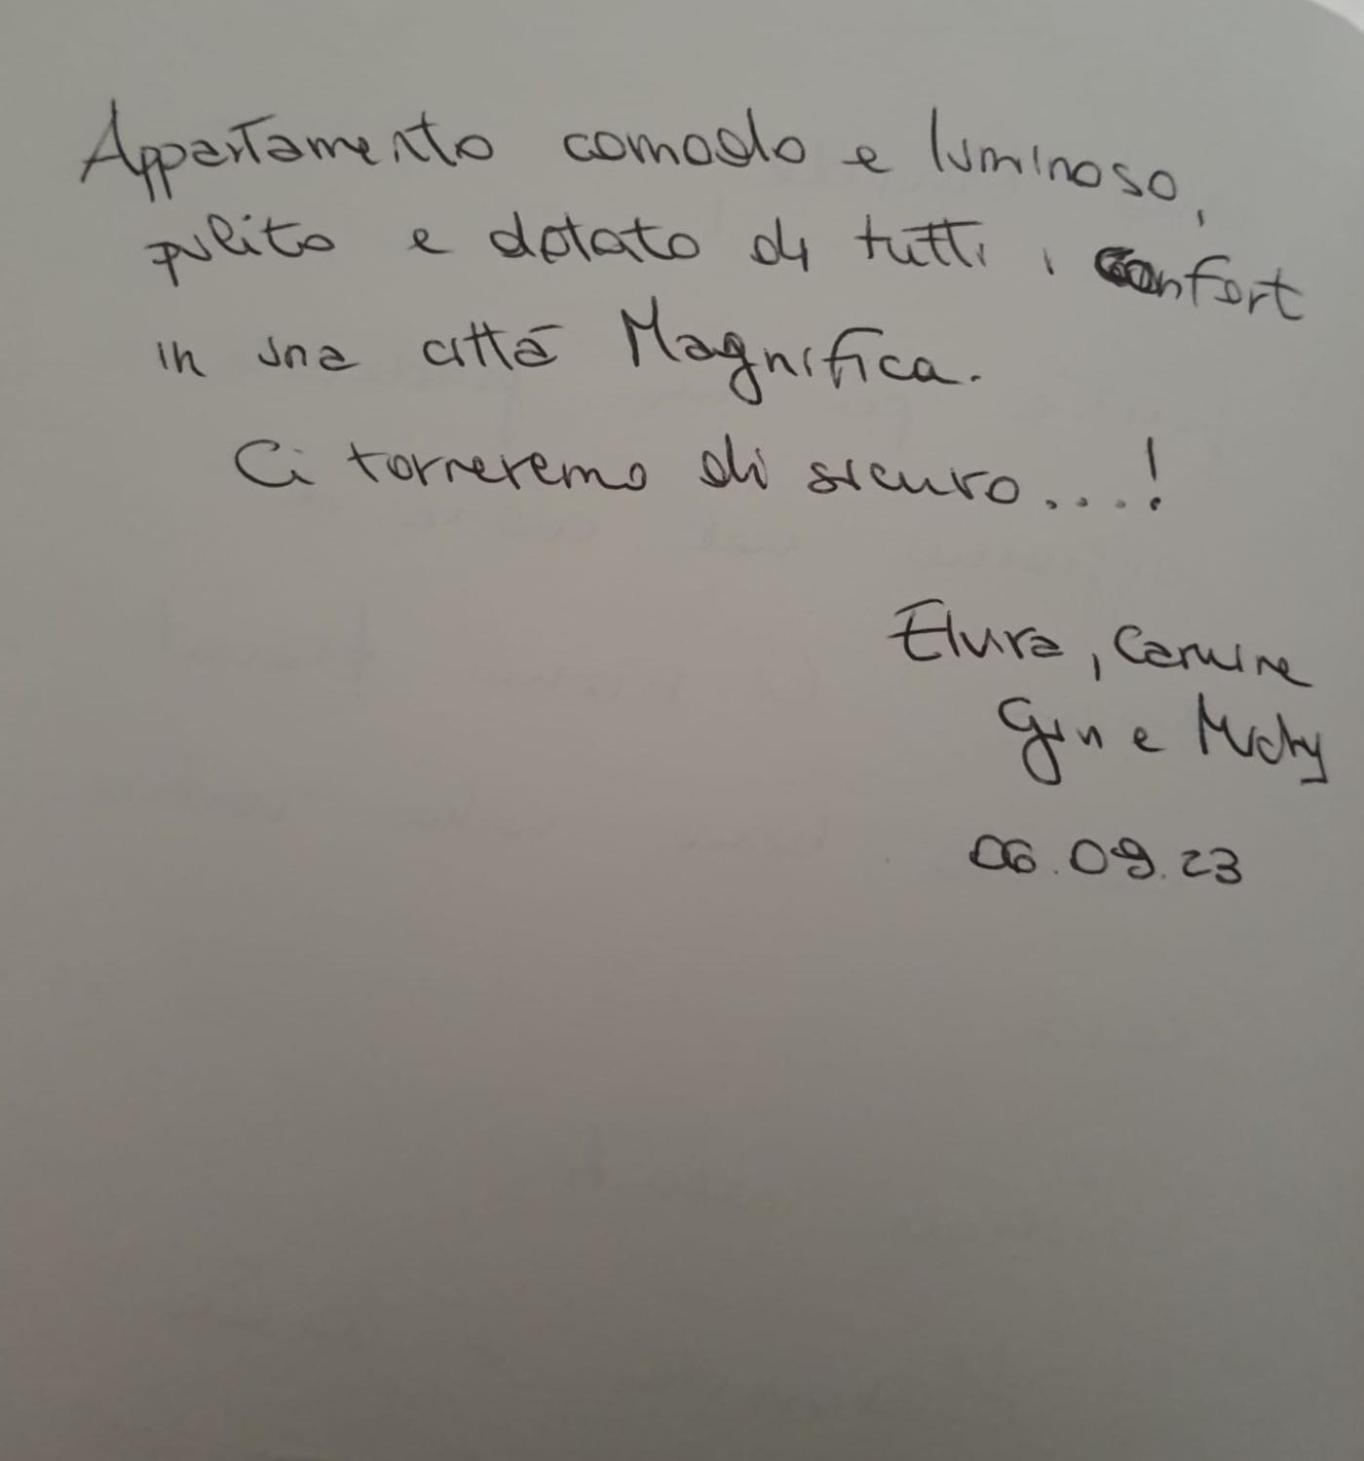 Appartamento comodo e luminoso,
pulito e dotato di tutti i confort
in una città Magnifica.
Ci torneremo di sicuro....!
Elvira, Carmine
Gin e Michy
06.09.23